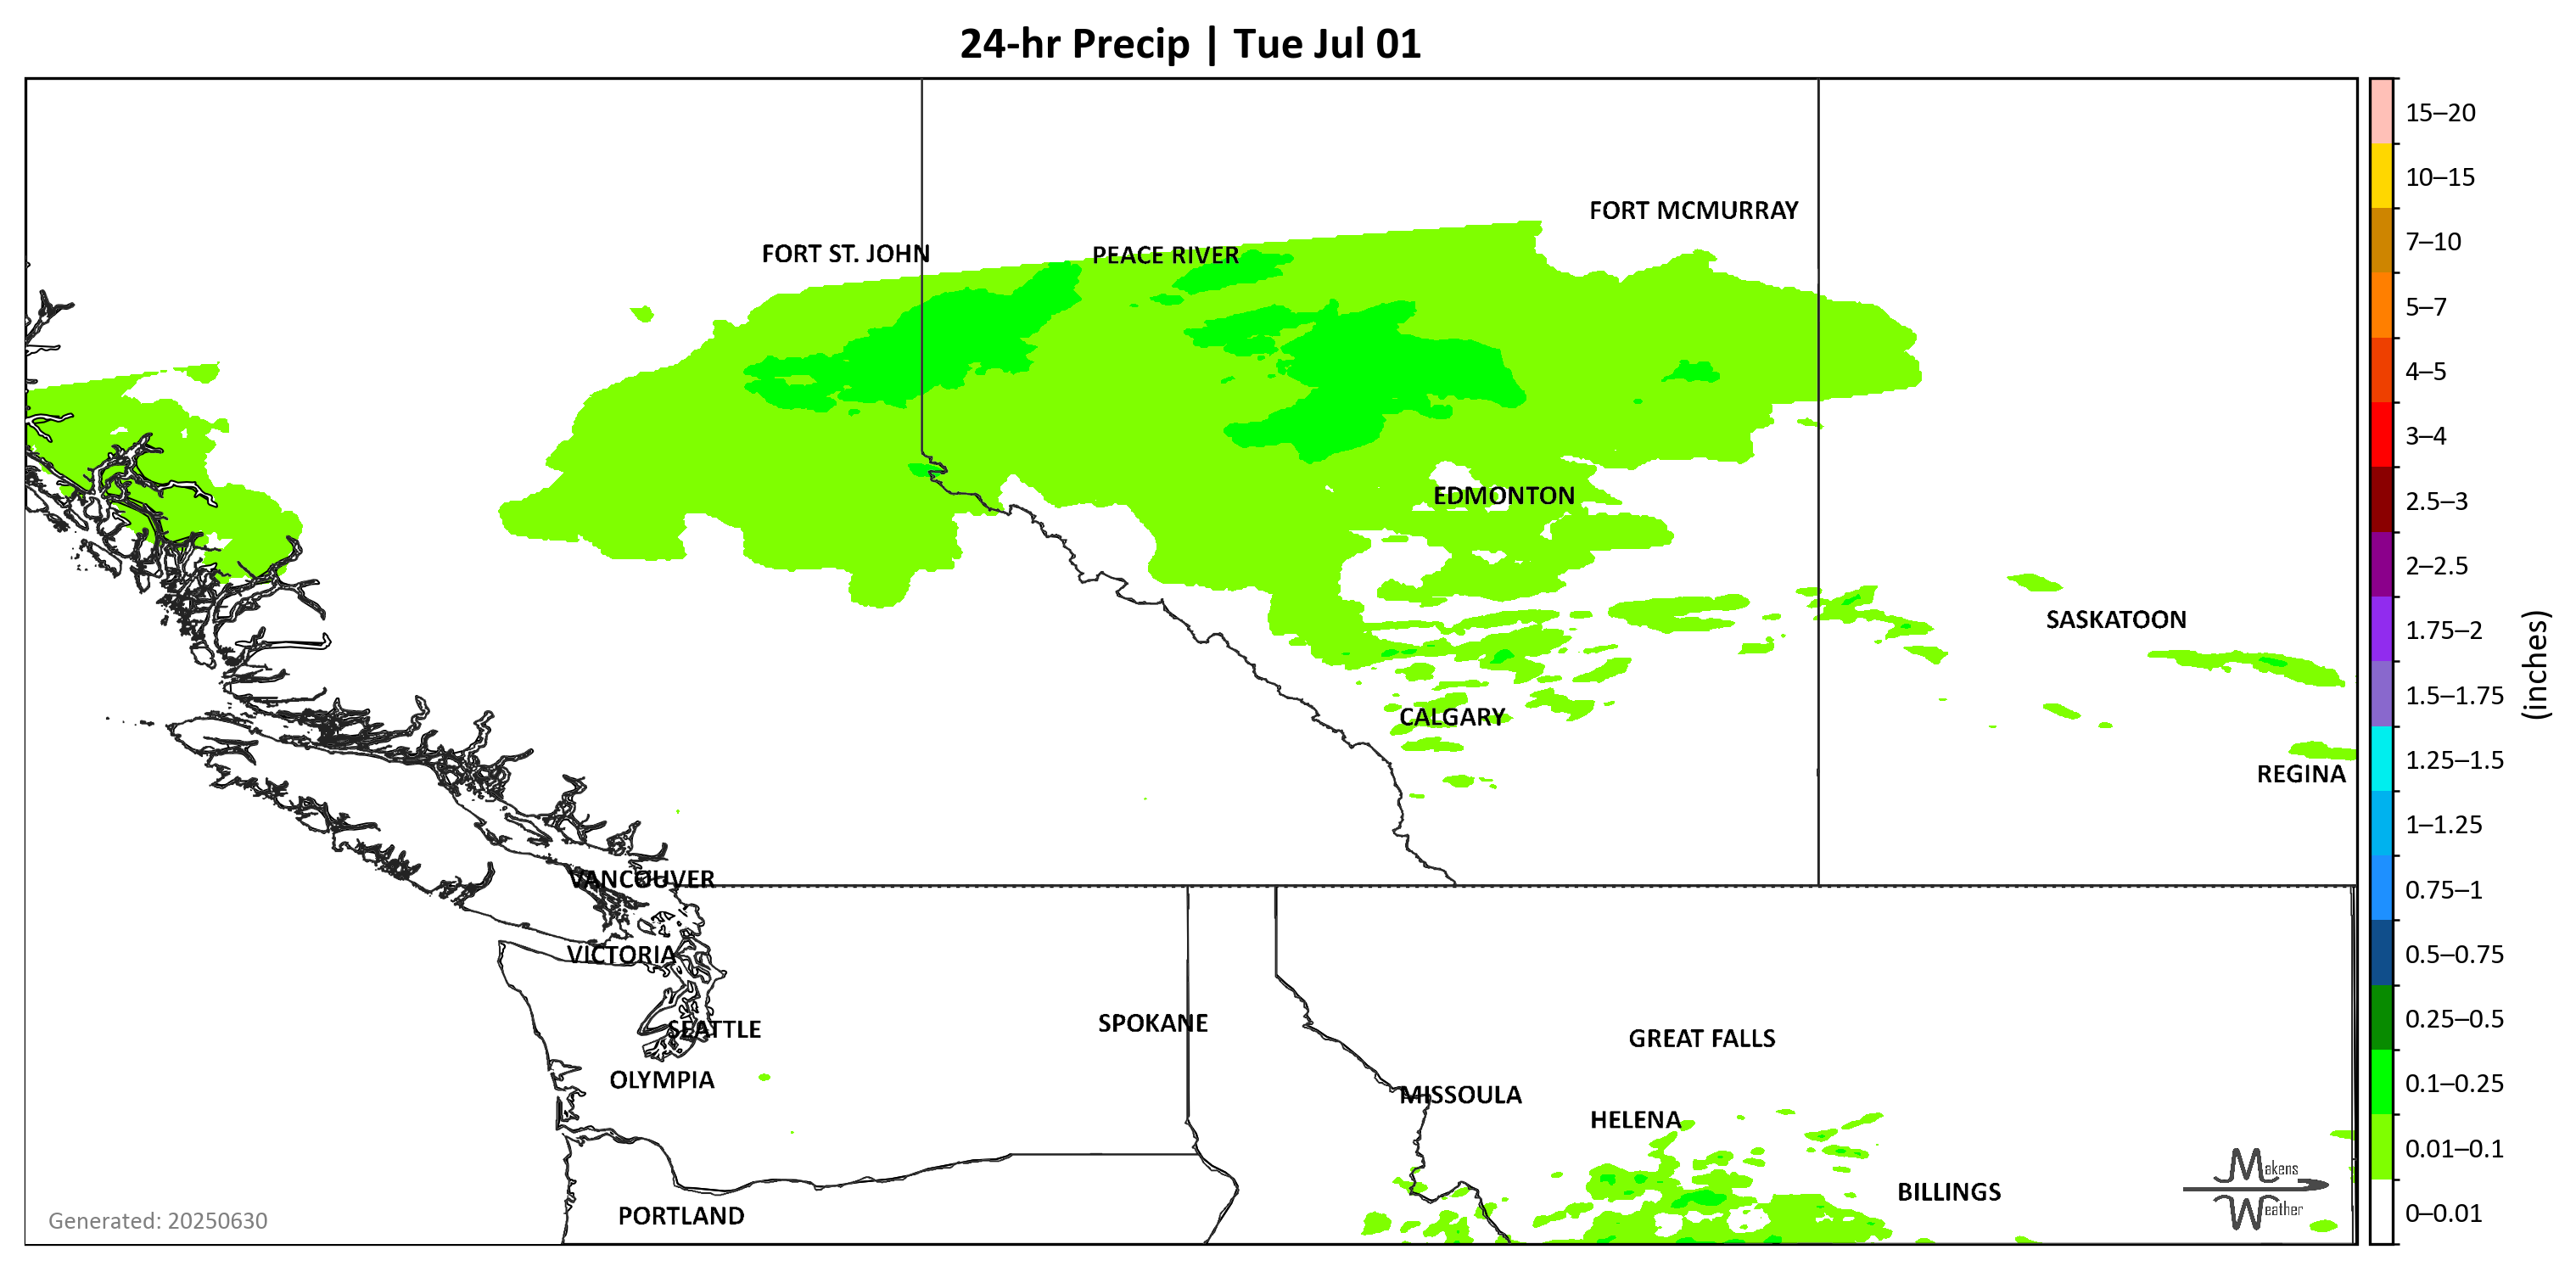 24-hr Precip | Tue Jul 01
FORT MCMURRAY
FORT ST. JOHN
PEACE RIVER
EDMONTON
SASKATOON
CALGARY
REGINA
VANCOUVER
VICTORIA
SEATTLE
SPOKANE
GREAT FALLS
OLYMPIA
MISSOULA
HELENA
BILLINGS
PORTLAND
Generated: 20250630
Makens
Weather
15–20
10–15
7–10
5–7
4–5
3–4
2.5–3
2–2.5
1.75–2
1.5–1.75
1.25–1.5
1–1.25
0.75–1
0.5–0.75
0.25–0.5
0.1–0.25
0.01–0.1
0–0.01
(inches)